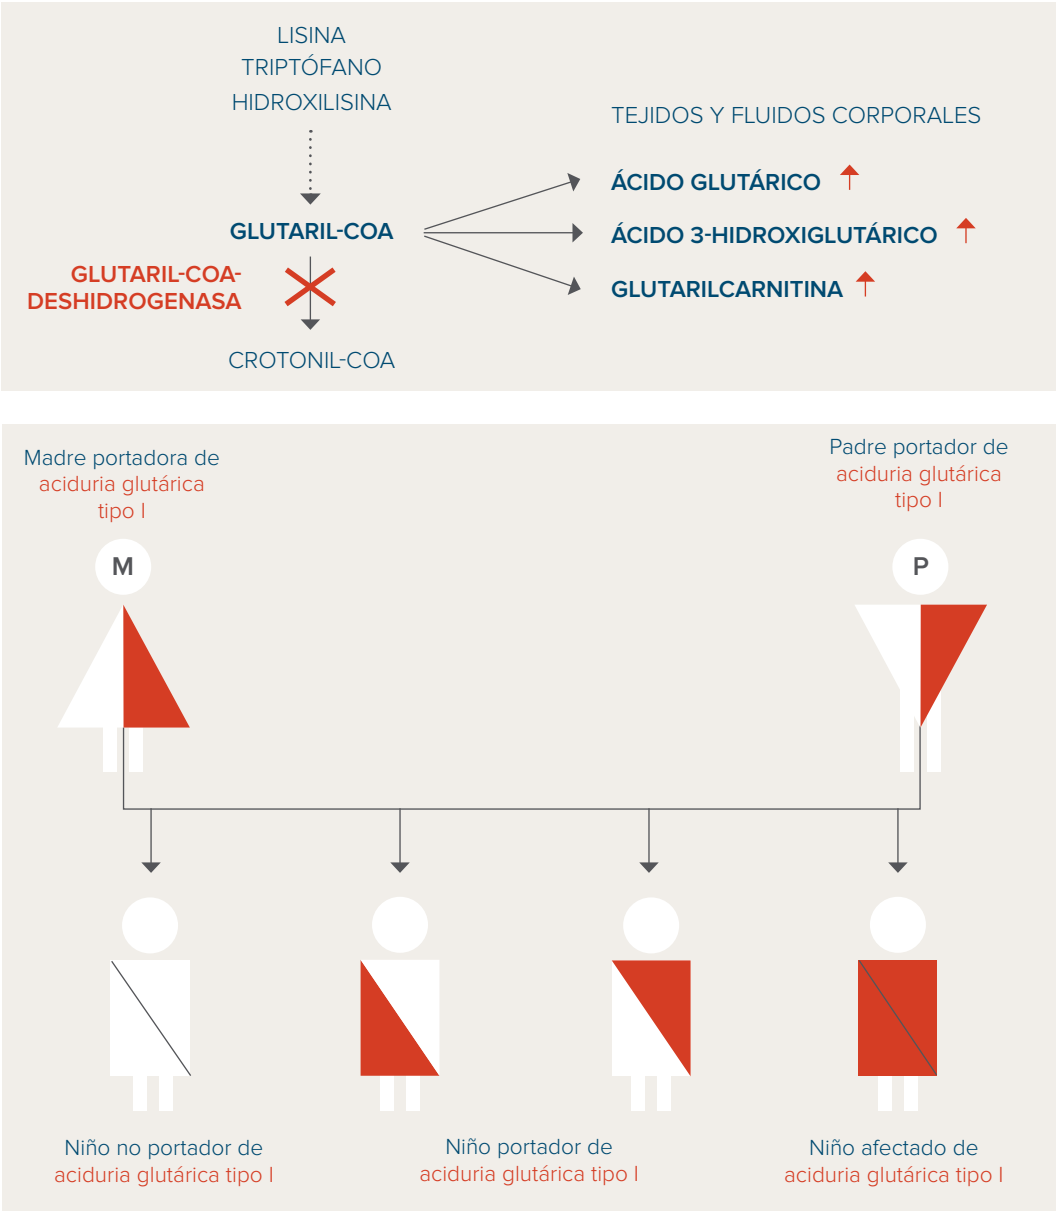 LISINA
TRIPTÓFANO
HIDROXILISINA
TEJIDOS Y FLUIDOS CORPORALES
ÁCIDO GLUTÁRICO
GLUTARIL-COA
ÁCIDO 3-HIDROXIGLUTÁRICO
GLUTARIL-COA-
DESHIDROGENASA
GLUTARILCARNITINA
CROTONIL-COA
Madre portadora de
aciduria glutárica
tipo I
Padre portador de
aciduria glutárica
tipo I
M
P
Niño no portador de
aciduria glutárica tipo I
Niño portador de
aciduria glutárica tipo I
Niño afectado de
aciduria glutárica tipo I